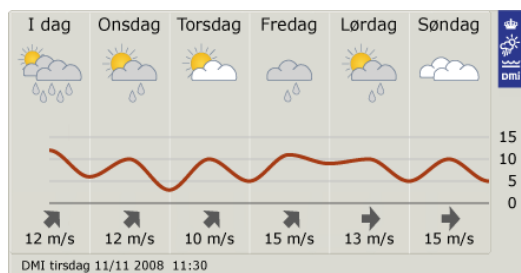 I dag Onsdag Torsdag Fredag Lørdag Søndag
DMI
15
10
5
0
12 m/s 12 m/s 10 m/s 15 m/s 13 m/s 15 m/s
DMI tirsdag 11/11 2008 11:30